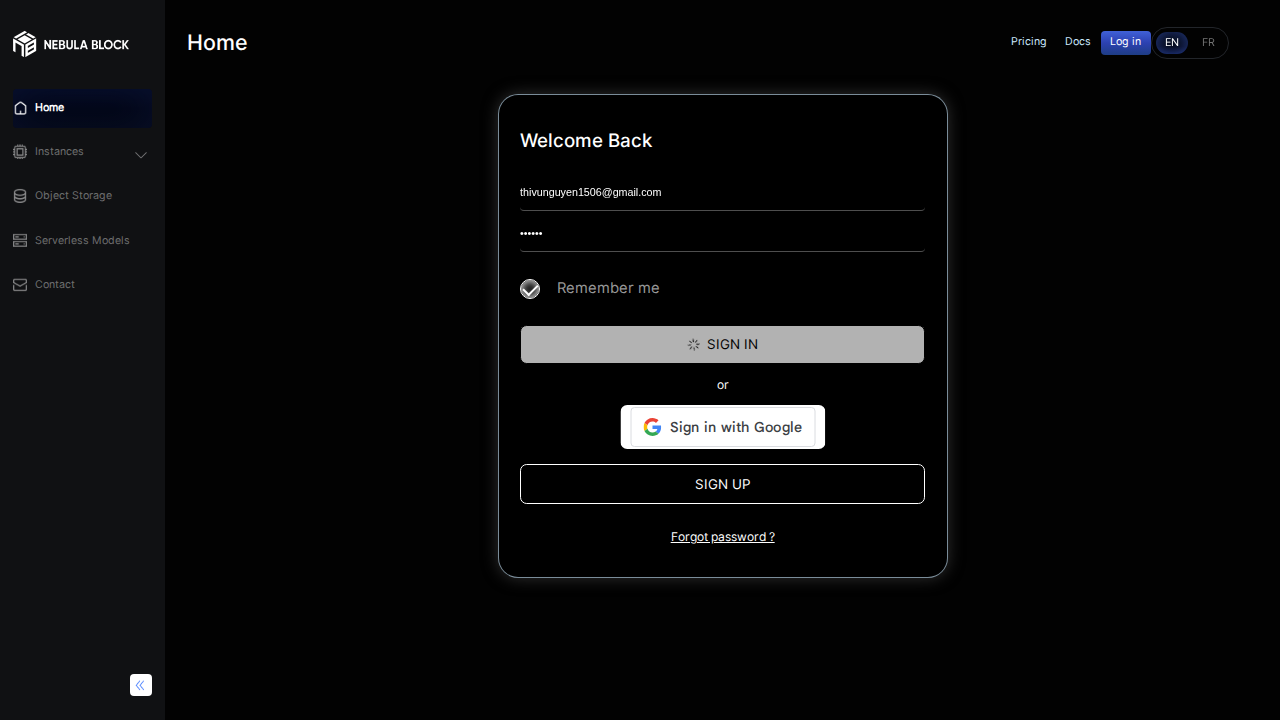 NEBULA BLOCK
Home
Pricing
Docs
Log in
EN
FR
Home
Instances
Object Storage
Serverless Models
Contact
Welcome Back
thivunguyen1506@gmail.com
••••••
Remember me
SIGN IN
or
Sign in with Google
SIGN UP
Forgot password ?